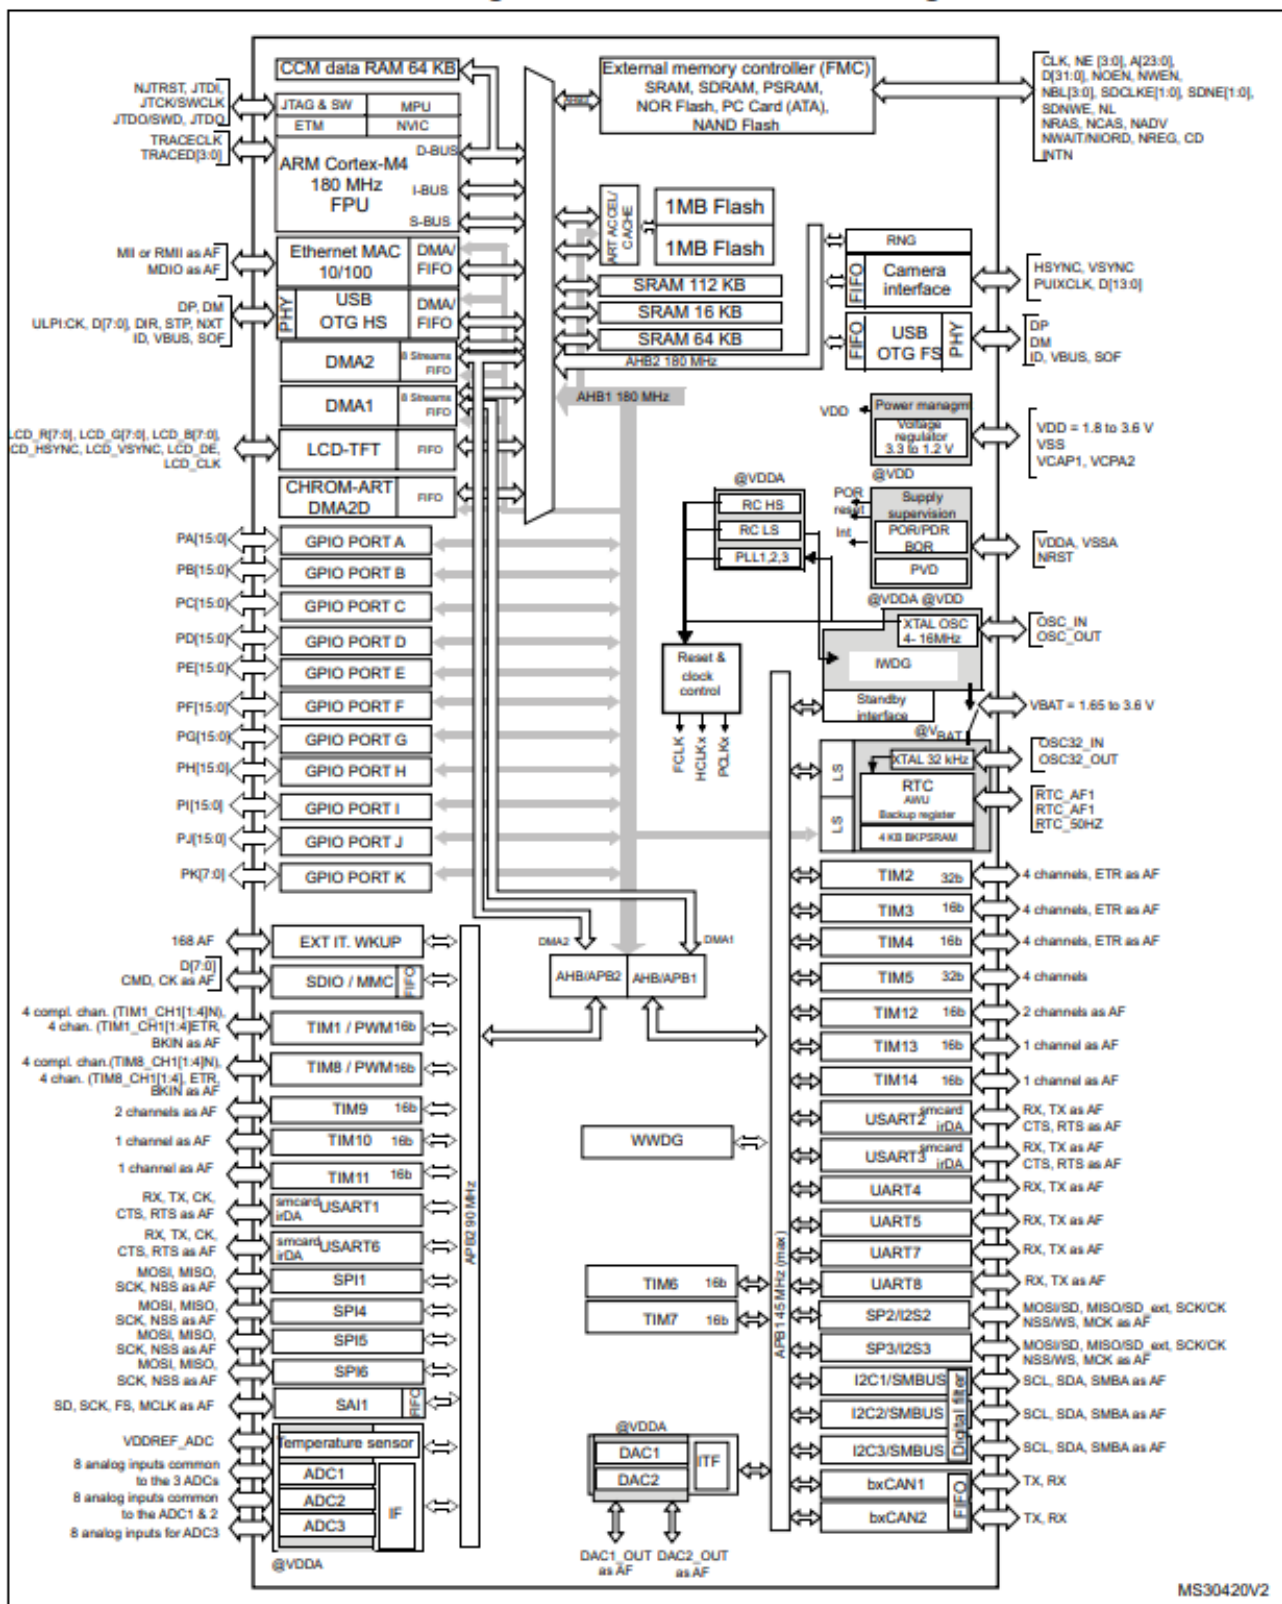 CCM data RAM 64 KB
NJTRST, JTDI,
JTCK/SWCLK
JTDO/SWD, JTDO
TRACECLK
TRACED[3:0]
JTAG & SW
MPU
ETM
NVIC
ARM Cortex-M4
180 MHz
FPU
D-BUS
I-BUS
S-BUS
External memory controller (FMC)
SRAM, SDRAM, PSRAM,
NOR Flash, PC Card (ATA),
NAND Flash
CLK, NE [3:0], A[23:0],
D[31:0], NOEN, NWEN,
NBL[3:0], SDCLKE[1:0], SDNE[1:0],
SDNWE, NL
NRAS, NCAS, NADV
NWAIT/NIORD, NREG, CD
INTN
ART ACCEL/
CACHE
1MB Flash
1MB Flash
SRAM 112 KB
SRAM 16 KB
SRAM 64 KB
AHB2 180 MHz
AHB1 180 MHz
MII or RMII as AF
MDIO as AF
Ethernet MAC
10/100
DMA/
FIFO
DP, DM
ULPI:CK, D[7:0], DIR, STP, NXT
ID, VBUS, SOF
PHY
USB
OTG HS
DMA/
FIFO
DMA2
8 Streams
FIFO
DMA1
8 Streams
FIFO
LCD_R[7:0], LCD_G[7:0], LCD_B[7:0],
CD_HSYNC, LCD_VSYNC, LCD_DE,
LCD_CLK
LCD-TFT
FIFO
CHROM-ART
DMA2D
FIFO
RNG
FIFO
Camera
interface
HSYNC, VSYNC
PUIXCLK, D[13:0]
FIFO
USB
OTG FS
PHY
DP
DM
ID, VBUS, SOF
VDD
Power managmt
Voltage
regulator
3.3 to 1.2 V
VDD = 1.8 to 3.6 V
VSS
VCAP1, VCPA2
@VDD
@VDDA
RC HS
RC LS
PLL1,2,3
POR
reset
Int
Supply
supervision
POR/PDR
BOR
PVD
VDDA, VSSA
NRST
@VDDA @VDD
XTAL OSC
4- 16MHz
OSC_IN
OSC_OUT
IWDG
Reset &
clock
control
FCLK
HCLKx
PCLKx
Standby
interface
VBAT = 1.65 to 3.6 V
@VBAT
LS
LS
XTAL 32 kHz
OSC32_IN
OSC32_OUT
RTC
AWU
Backup register
4 KB BKPSRAM
RTC_AF1
RTC_AF1
RTC_50HZ
PA[15:0]
GPIO PORT A
PB[15:0]
GPIO PORT B
PC[15:0]
GPIO PORT C
PD[15:0]
GPIO PORT D
PE[15:0]
GPIO PORT E
PF[15:0]
GPIO PORT F
PG[15:0]
GPIO PORT G
PH[15:0]
GPIO PORT H
PI[15:0]
GPIO PORT I
PJ[15:0]
GPIO PORT J
PK[7:0]
GPIO PORT K
DMA2
DMA1
AHB/APB2
AHB/APB1
168 AF
EXT IT. WKUP
D[7:0]
CMD, CK as AF
SDIO / MMC
FIFO
4 compl. chan. (TIM1_CH1[1:4]N),
4 chan. (TIM1_CH1[1:4]ETR,
BKIN as AF
TIM1 / PWM 16b
4 compl. chan.(TIM8_CH1[1:4]N),
4 chan. (TIM8_CH1[1:4], ETR,
BKIN as AF
TIM8 / PWM 16b
2 channels as AF
TIM9 16b
1 channel as AF
TIM10 16b
1 channel as AF
TIM11 16b
RX, TX, CK,
CTS, RTS as AF
smcard
irDA
USART1
RX, TX, CK,
CTS, RTS as AF
smcard
irDA
USART6
MOSI, MISO,
SCK, NSS as AF
SPI1
MOSI, MISO,
SCK, NSS as AF
SPI4
MOSI, MISO,
SCK, NSS as AF
SPI5
MOSI, MISO,
SCK, NSS as AF
SPI6
SD, SCK, FS, MCLK as AF
SAI1
FIFO
VDDREF_ADC
Temperature sensor
8 analog inputs common
to the 3 ADCs
ADC1
8 analog inputs common
to the ADC1 & 2
ADC2
8 analog inputs for ADC3
ADC3
IF
@VDDA
APB2 90 MHz
WWDG
TIM6 16b
TIM7 16b
@VDDA
DAC1
DAC2
ITF
DAC1_OUT
as AF
DAC2_OUT
as AF
APB1 45 MHz (max)
TIM2 32b
4 channels, ETR as AF
TIM3 16b
4 channels, ETR as AF
TIM4 16b
4 channels, ETR as AF
TIM5 32b
4 channels
TIM12 16b
2 channels as AF
TIM13 16b
1 channel as AF
TIM14 16b
1 channel as AF
USART2
smcard
irDA
RX, TX as AF
CTS, RTS as AF
USART3
smcard
irDA
RX, TX as AF
CTS, RTS as AF
UART4
RX, TX as AF
UART5
RX, TX as AF
UART7
RX, TX as AF
UART8
RX, TX as AF
SP2/I2S2
MOSI/SD, MISO/SD_ext, SCK/CK
NSS/WS, MCK as AF
SP3/I2S3
MOSI/SD, MISO/SD_ext, SCK/CK
NSS/WS, MCK as AF
I2C1/SMBUS
SCL, SDA, SMBA as AF
I2C2/SMBUS
SCL, SDA, SMBA as AF
I2C3/SMBUS
SCL, SDA, SMBA as AF
Digital filter
bxCAN1
TX, RX
bxCAN2
TX, RX
FIFO
MS30420V2